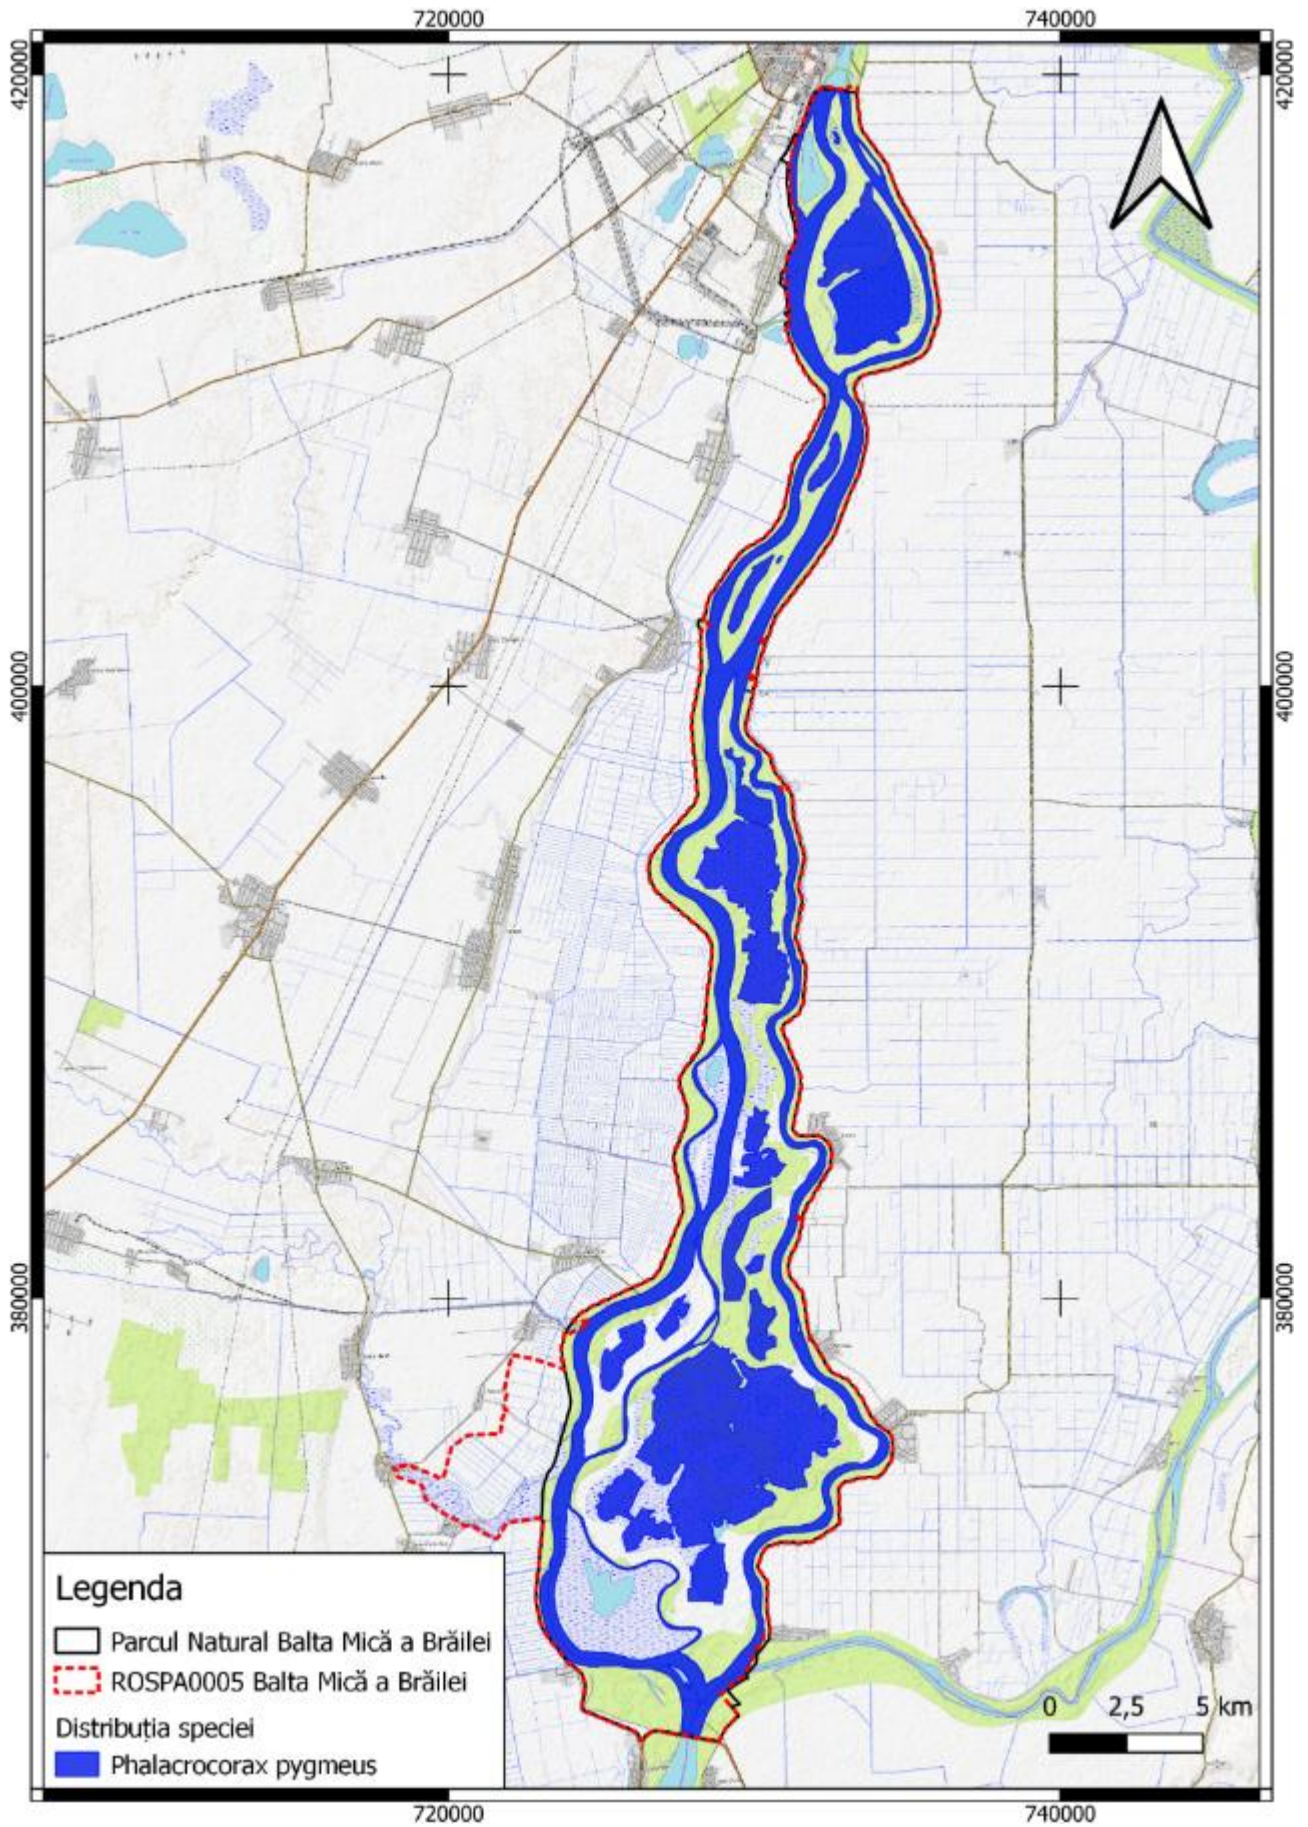 720000
740000
420000
420000
400000
400000
380000
380000
Legenda
Parcul Natural Balta Mică a Brăilei
ROSPA0005 Balta Mică a Brăilei
Distribuția speciei
Phalacrocorax pygmeus
0 2,5 5 km
720000
740000